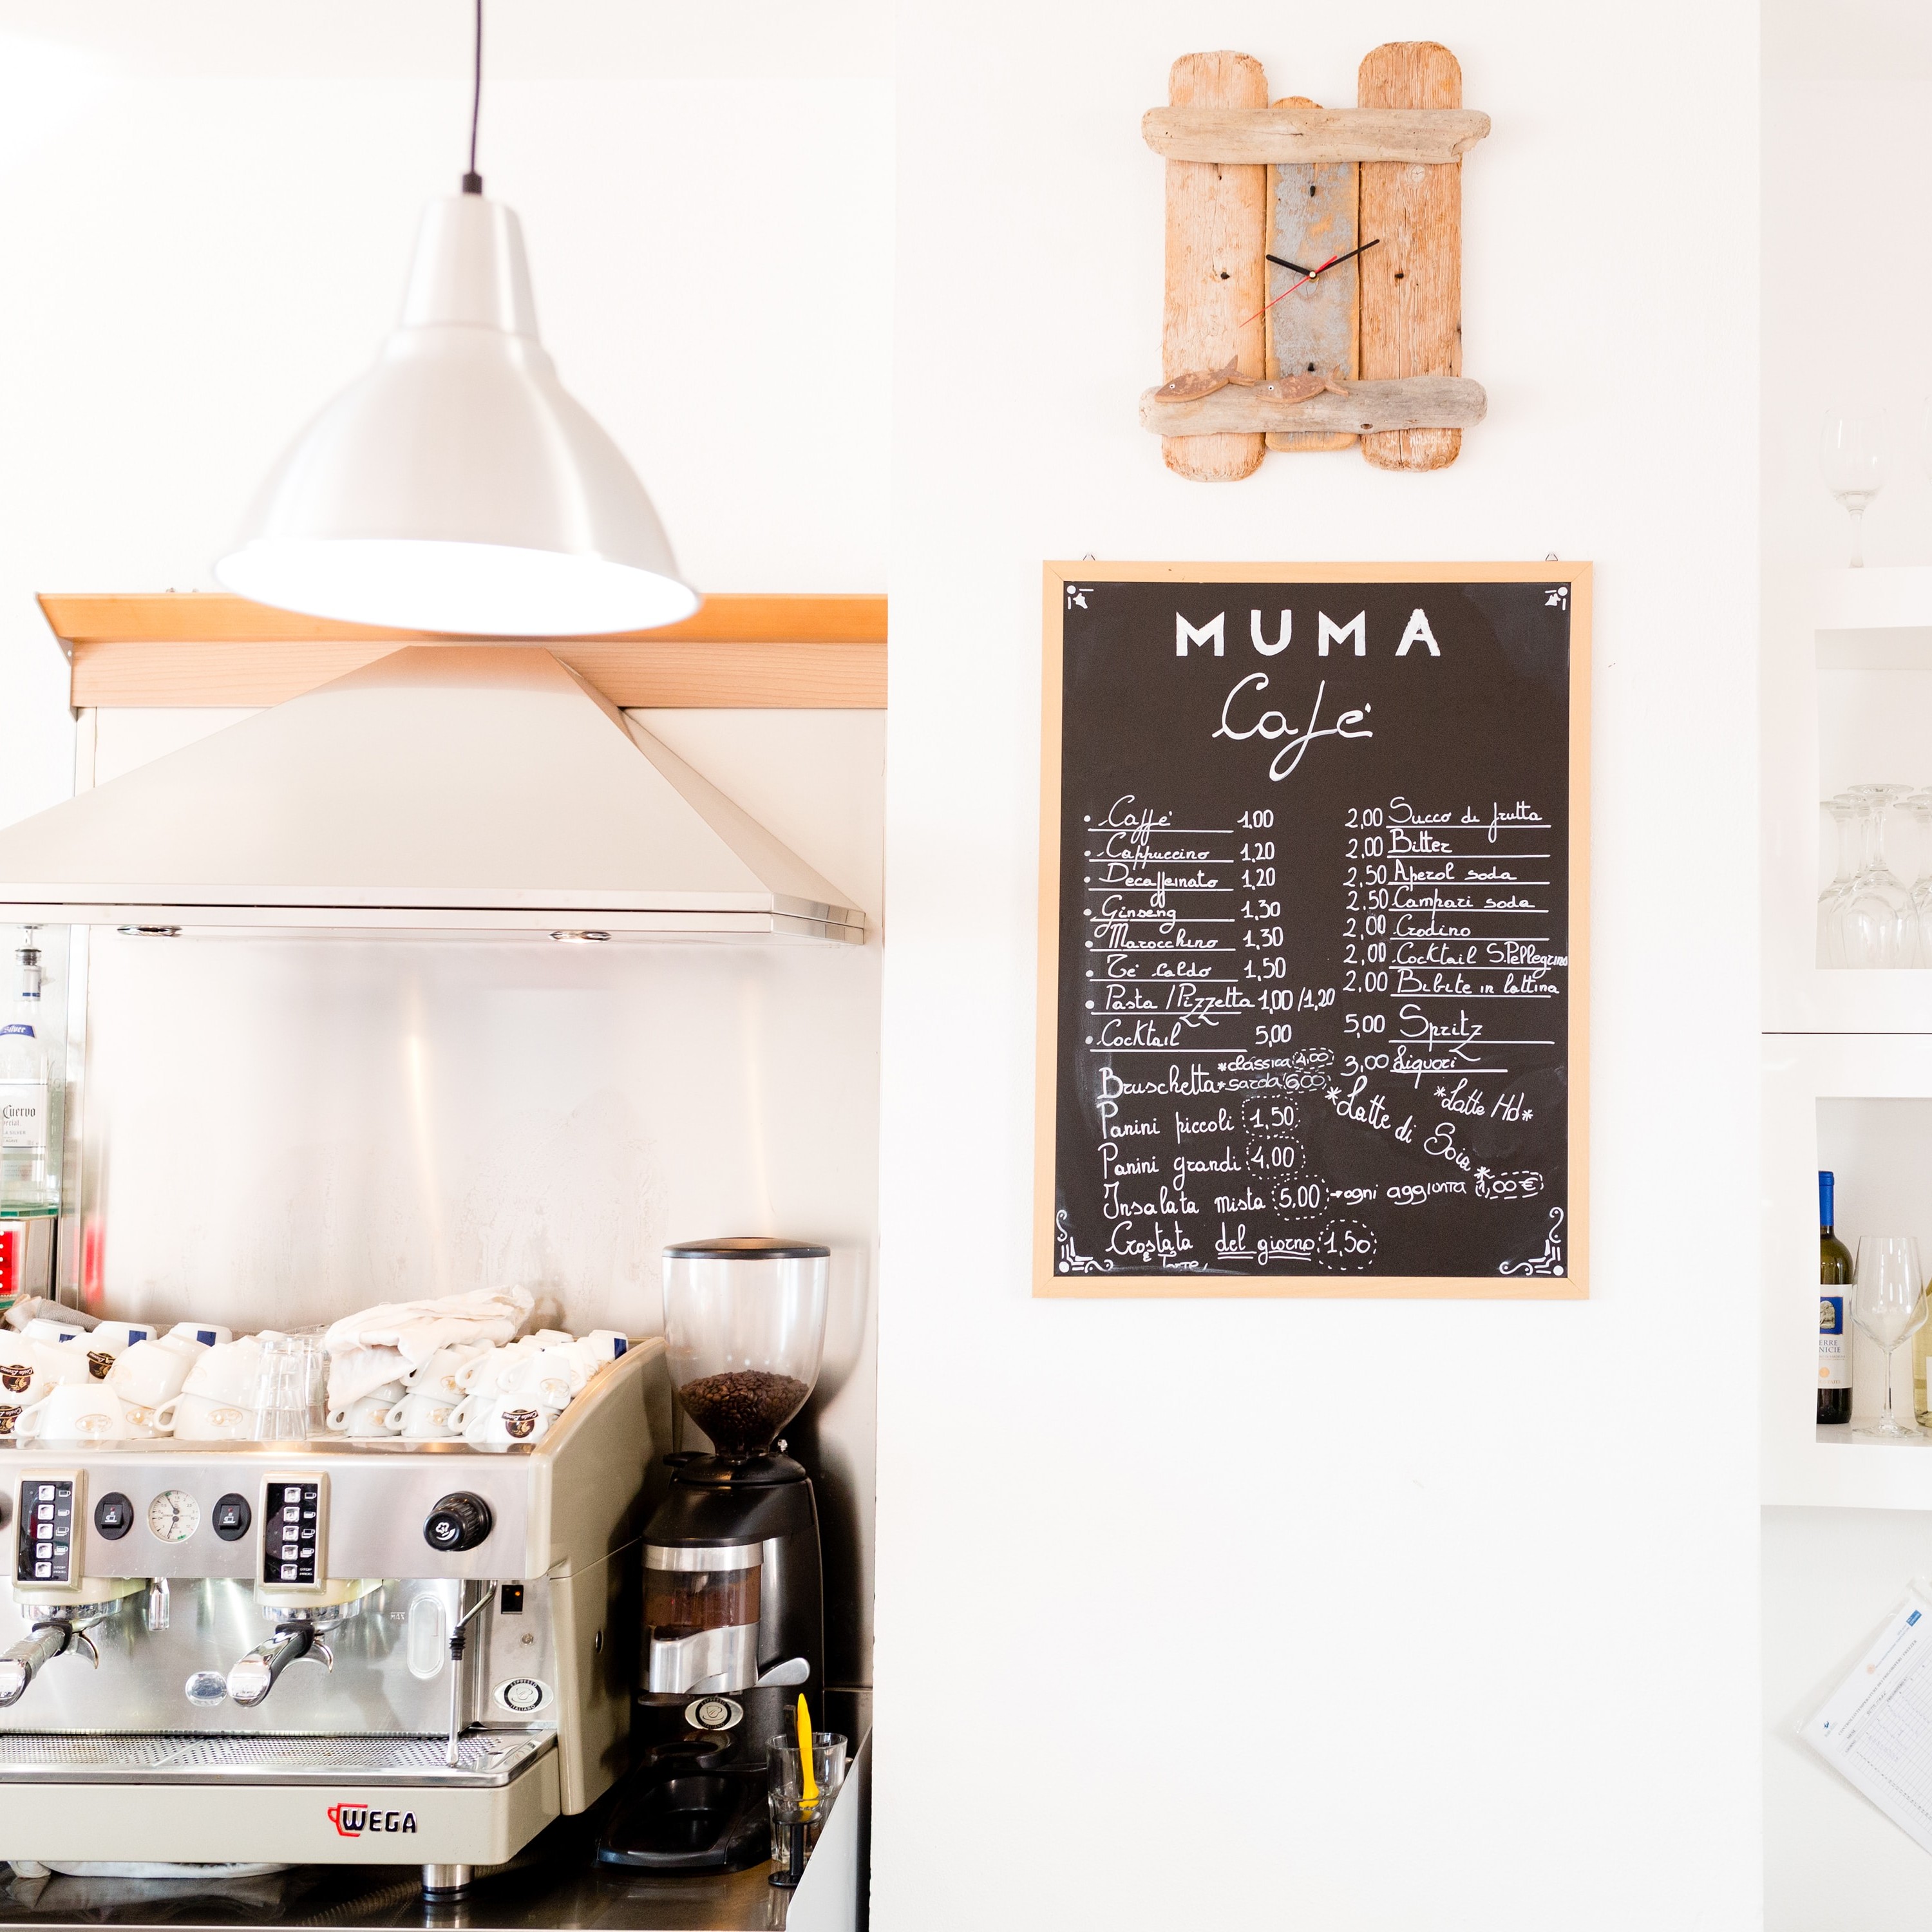 MUMA
Cafè
• Caffè 1,00
• Cappuccino 1,20
• Decaffeinato 1,20
• Ginseng 1,30
• Marocchino 1,30
• Tè caldo 1,50
• Pasta/Pizzetta 1,00/1,20
• Cocktail 5,00
2,00 Succo di frutta
2,00 Bitter
2,50 Aperol soda
2,50 Campari soda
2,00 Crodino
2,00 Cocktail S.Pellegrino
2,00 Bibite in lattina
5,00 Spritz
3,00 Liquori
Bruschetta *classica 4,00
*sarda 6,00
Panini piccoli 1,50
Panini grandi 4,00
*Latte Hd*
*Latte di Soia*
Insalata mista 5,00 →ogni aggiunta 1,00€
Crostata del giorno 1,50
& Torte
Cuervo
WEGA